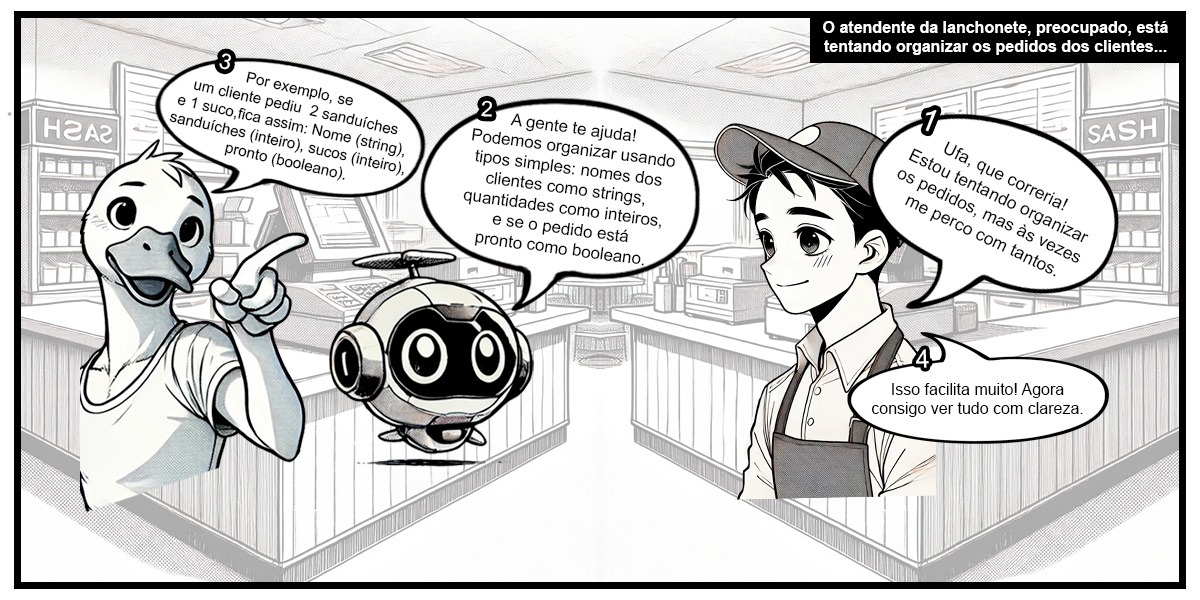 O atendente da lanchonete, preocupado, está
tentando organizar os pedidos dos clientes...
1
Ufa, que correria!
Estou tentando organizar
os pedidos, mas às vezes
me perco com tantos.
2
A gente te ajuda!
Podemos organizar usando
tipos simples: nomes dos
clientes como strings,
quantidades como inteiros,
e se o pedido está
pronto como booleano.
3
Por exemplo, se
um cliente pediu 2 sanduíches
e 1 suco,fica assim: Nome (string),
sanduíches (inteiro), sucos (inteiro),
pronto (booleano).
4
Isso facilita muito! Agora
consigo ver tudo com clareza.
SASH
SASH